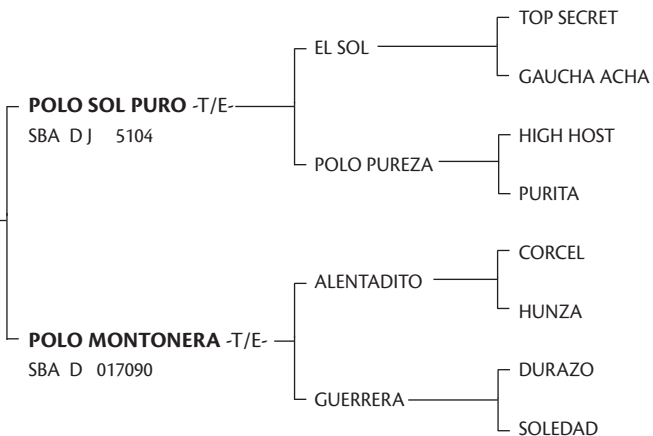 TOP SECRET
EL SOL
GAUCHA ACHA
POLO SOL PURO -T/E-
SBA D J 5104
HIGH HOST
POLO PUREZA
PURITA
CORCEL
ALENTADITO
HUNZA
POLO MONTONERA -T/E-
SBA D 017090
DURAZO
GUERRERA
SOLEDAD